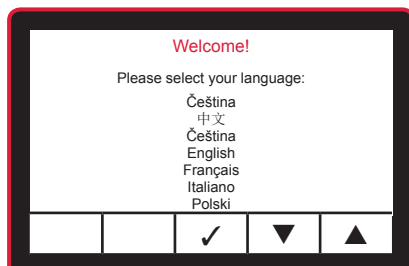 Welcome!
Please select your language:
Čeština
中文
Čeština
English
Français
Italiano
Polski